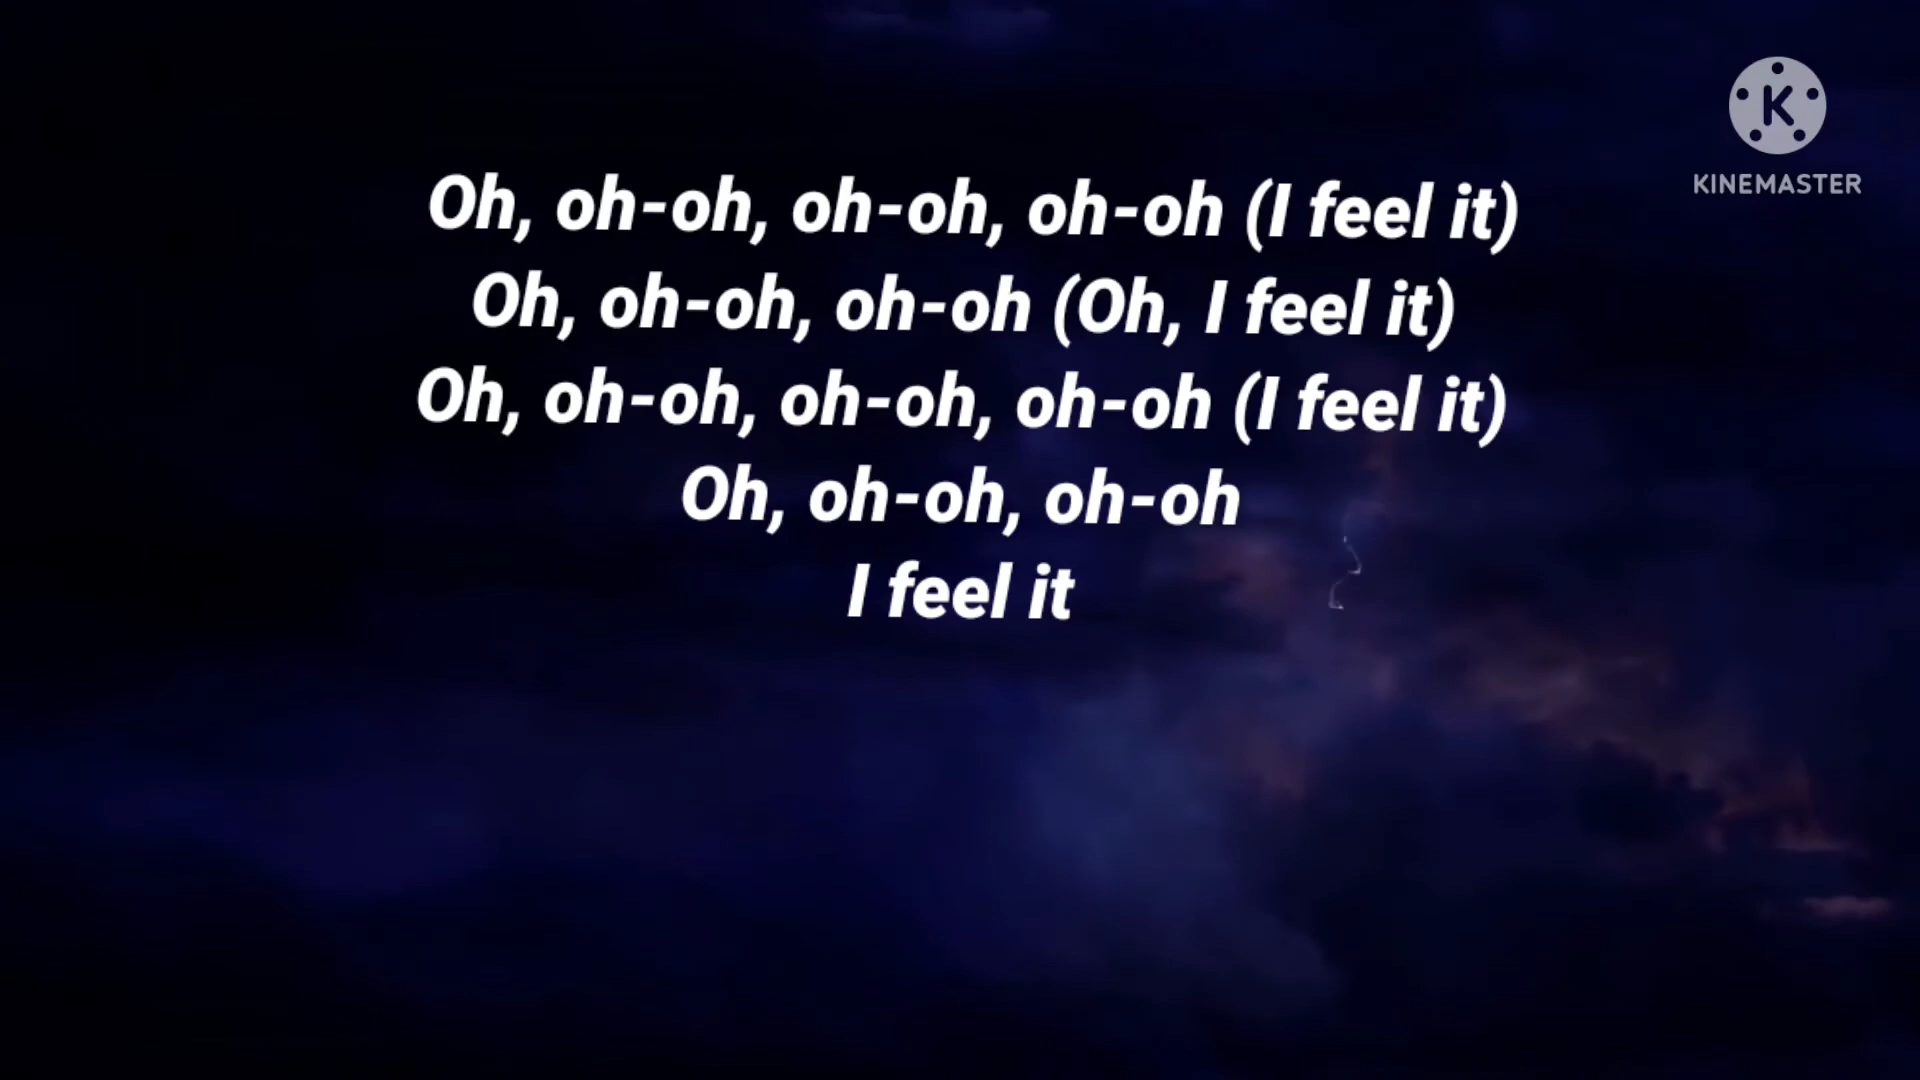 K
KINEMASTER
Oh, oh-oh, oh-oh, oh-oh (I feel it)
Oh, oh-oh, oh-oh (Oh, I feel it)
Oh, oh-oh, oh-oh, oh-oh (I feel it)
Oh, oh-oh, oh-oh
I feel it